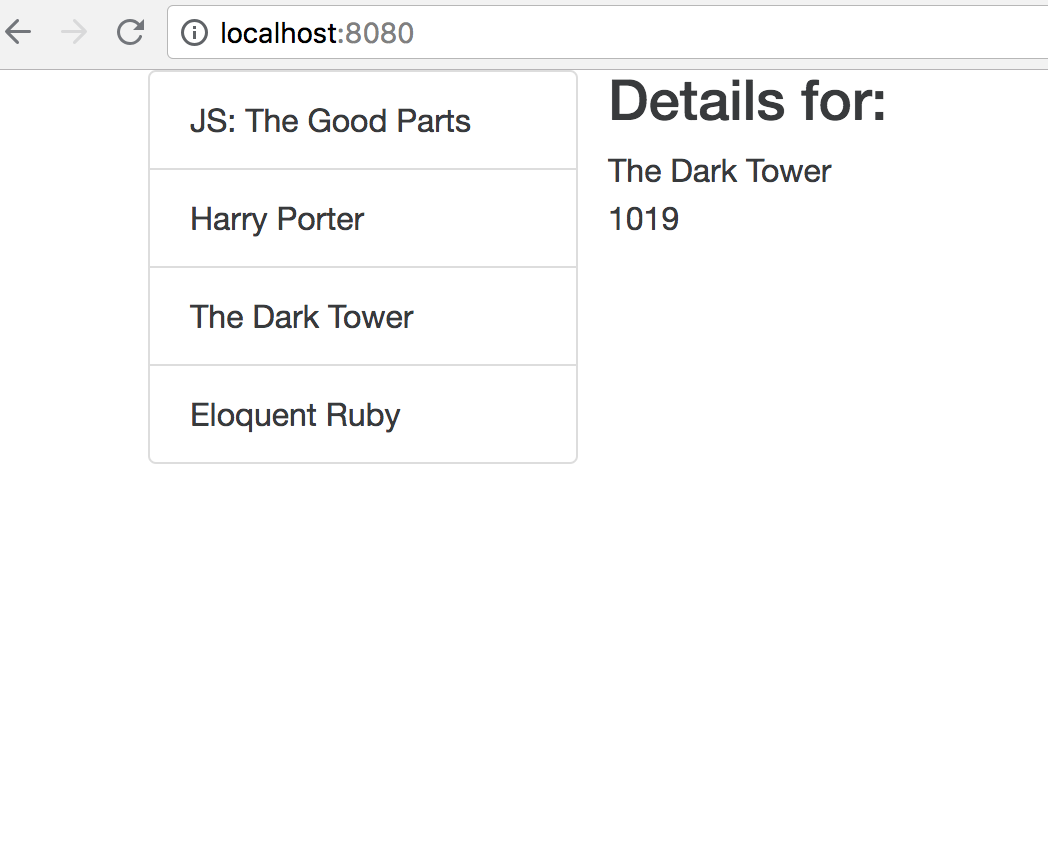 localhost:8080
JS: The Good Parts
Harry Porter
The Dark Tower
Eloquent Ruby
Details for:
The Dark Tower
1019